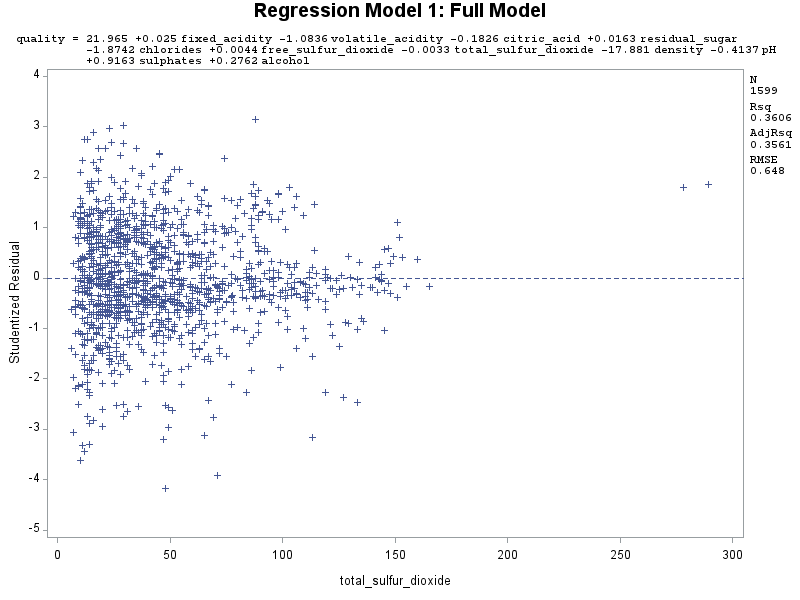 Regression Model 1: Full Model
quality = 21.965 +0.025 fixed_acidity -1.0836 volatile_acidity -0.1826 citric_acid +0.0163 residual_sugar
-1.8742 chlorides +0.0044 free_sulfur_dioxide -0.0033 total_sulfur_dioxide -17.881 density -0.4137 pH
+0.9163 sulphates +0.2762 alcohol
N
1599
Rsq
0.3606
AdjRsq
0.3561
RMSE
0.648
Studentized Residual
4
3
2
1
0
-1
-2
-3
-4
-5
0 50 100 150 200 250 300
total_sulfur_dioxide